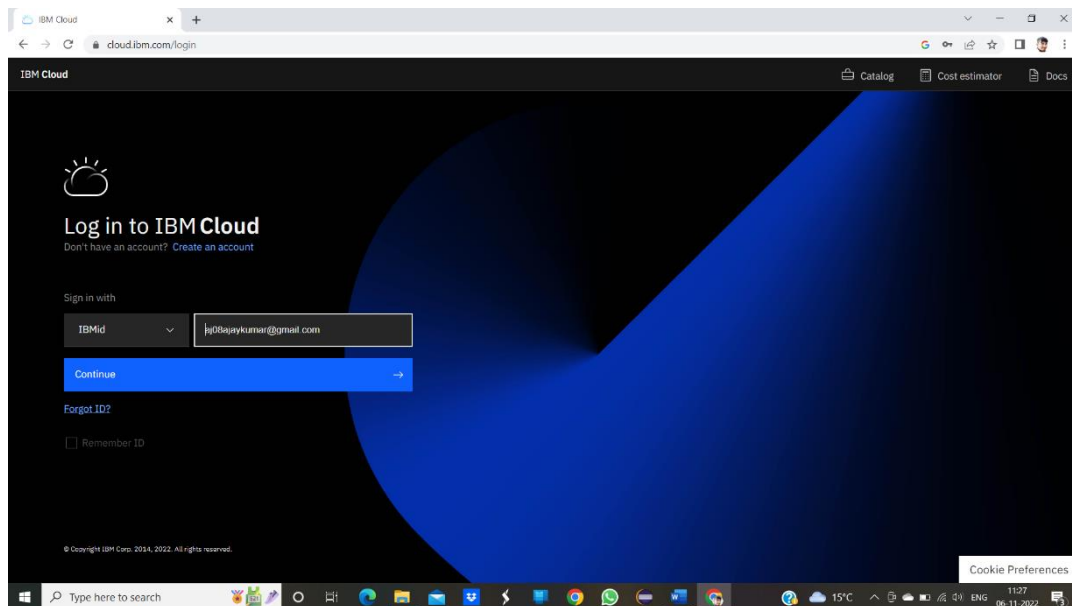 IBM Cloud
cloud.ibm.com/login
IBM Cloud
Catalog
Cost estimator
Docs
Log in to IBM Cloud
Don't have an account? Create an account
Sign in with
IBMid
aj08ajaykumar@gmail.com
Continue
Forgot ID?
Remember ID
© Copyright IBM Corp. 2014, 2022. All rights reserved.
Cookie Preferences
Type here to search
15°C
ENG
11:27
06-11-2022